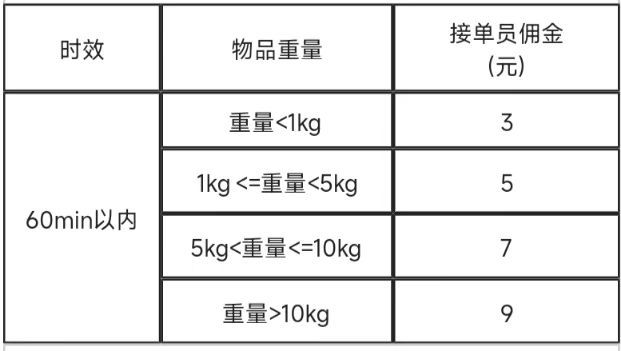 时效 物品重量 接单员佣金
(元)
60min以内
重量<1kg 3
1kg <=重量<5kg 5
5kg<重量<=10kg 7
重量>10kg 9